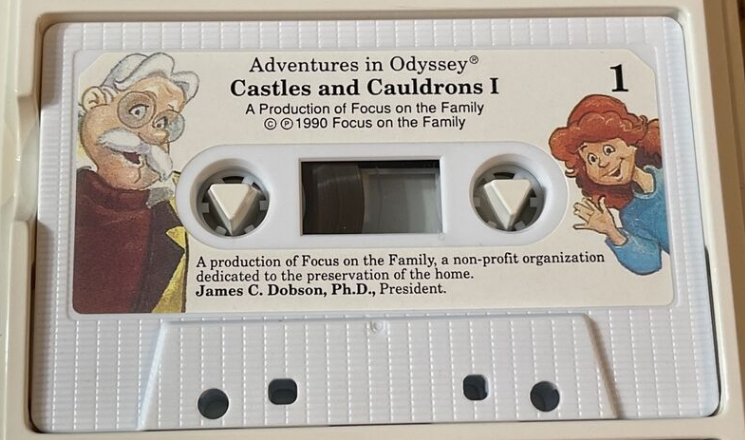 Adventures in Odyssey®
Castles and Cauldrons I
1
A Production of Focus on the Family
© ℗ 1990 Focus on the Family
A production of Focus on the Family, a non-profit organization
dedicated to the preservation of the home.
James C. Dobson, Ph.D., President.